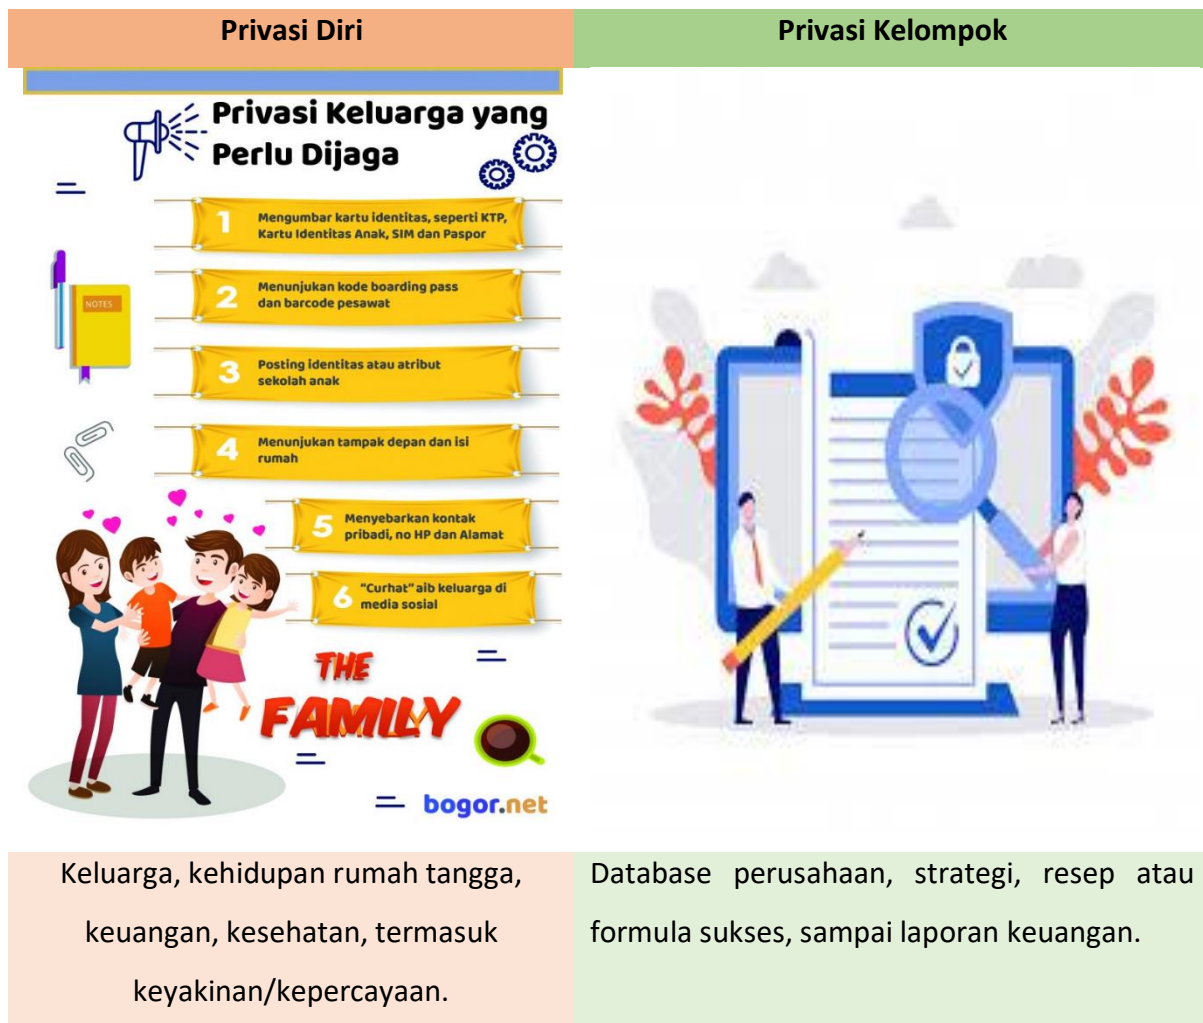 Privasi Diri
Privasi Kelompok
Privasi Keluarga yang
Perlu Dijaga
1 Mengumbar kartu identitas, seperti KTP,
Kartu Identitas Anak, SIM dan Paspor
2 Menunjukan kode boarding pass
dan barcode pesawat
NOTES
3 Posting identitas atau atribut
sekolah anak
4 Menunjukan tampak depan dan isi
rumah
5 Menyebarkan kontak
pribadi, no HP dan Alamat
6 "Curhat" aib keluarga di
media sosial
THE
FAMILY
bogor.net
Keluarga, kehidupan rumah tangga,
keuangan, kesehatan, termasuk
keyakinan/kepercayaan.
Database perusahaan, strategi, resep atau
formula sukses, sampai laporan keuangan.